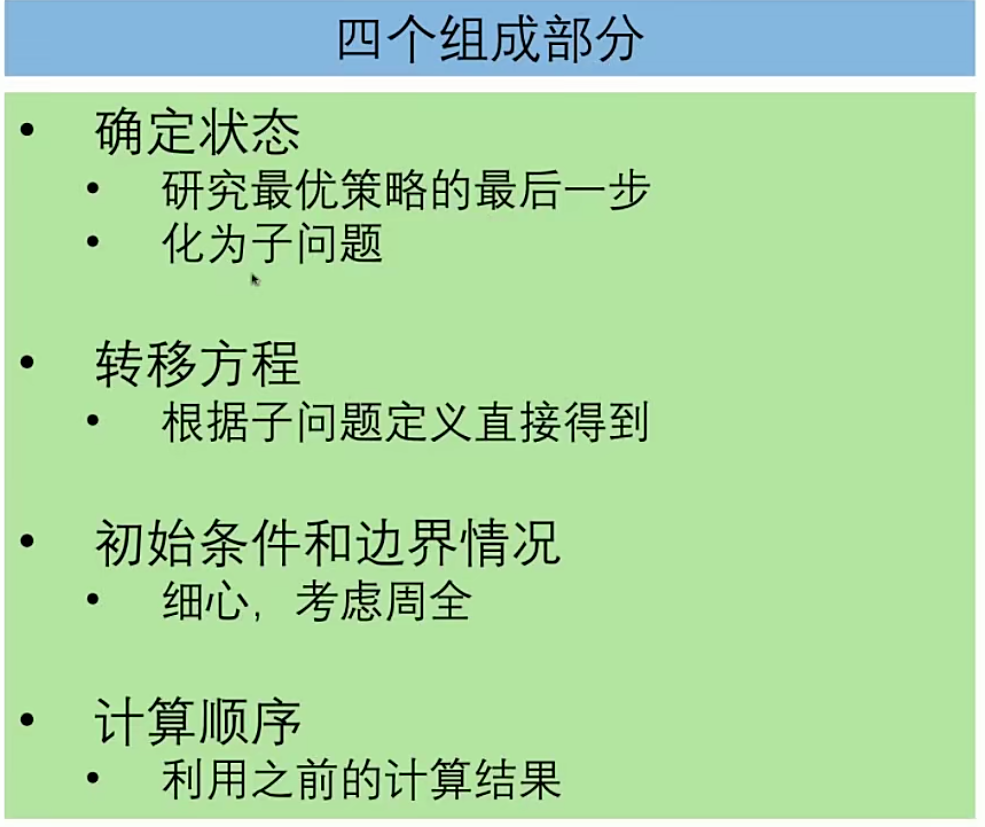 四个组成部分
• 确定状态
• 研究最优策略的最后一步
• 化为子问题
• 转移方程
• 根据子问题定义直接得到
• 初始条件和边界情况
• 细心，考虑周全
• 计算顺序
• 利用之前的计算结果